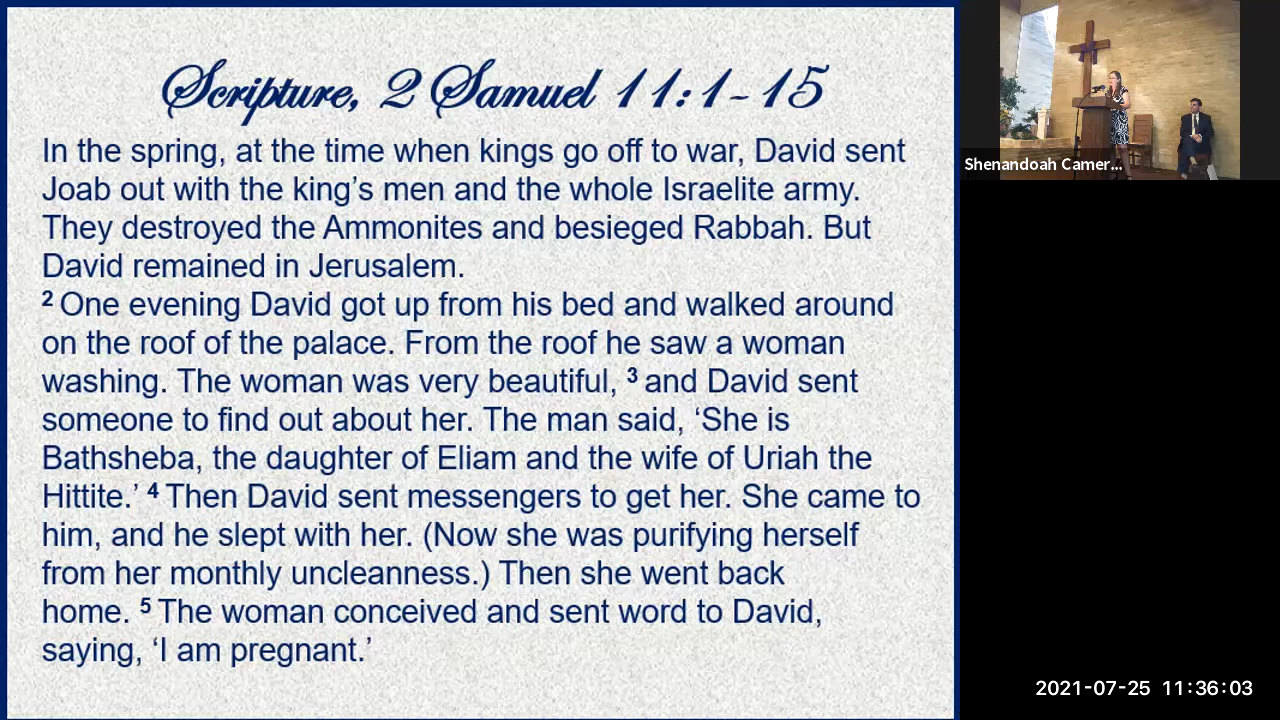 Scripture, 2 Samuel 11:1-15
In the spring, at the time when kings go off to war, David sent
Joab out with the king’s men and the whole Israelite army.
They destroyed the Ammonites and besieged Rabbah. But
David remained in Jerusalem.
2 One evening David got up from his bed and walked around
on the roof of the palace. From the roof he saw a woman
washing. The woman was very beautiful, 3 and David sent
someone to find out about her. The man said, ‘She is
Bathsheba, the daughter of Eliam and the wife of Uriah the
Hittite.’ 4 Then David sent messengers to get her. She came to
him, and he slept with her. (Now she was purifying herself
from her monthly uncleanness.) Then she went back
home. 5 The woman conceived and sent word to David,
saying, ‘I am pregnant.’
Shenandoah Camer...
2021-07-25 11:36:03